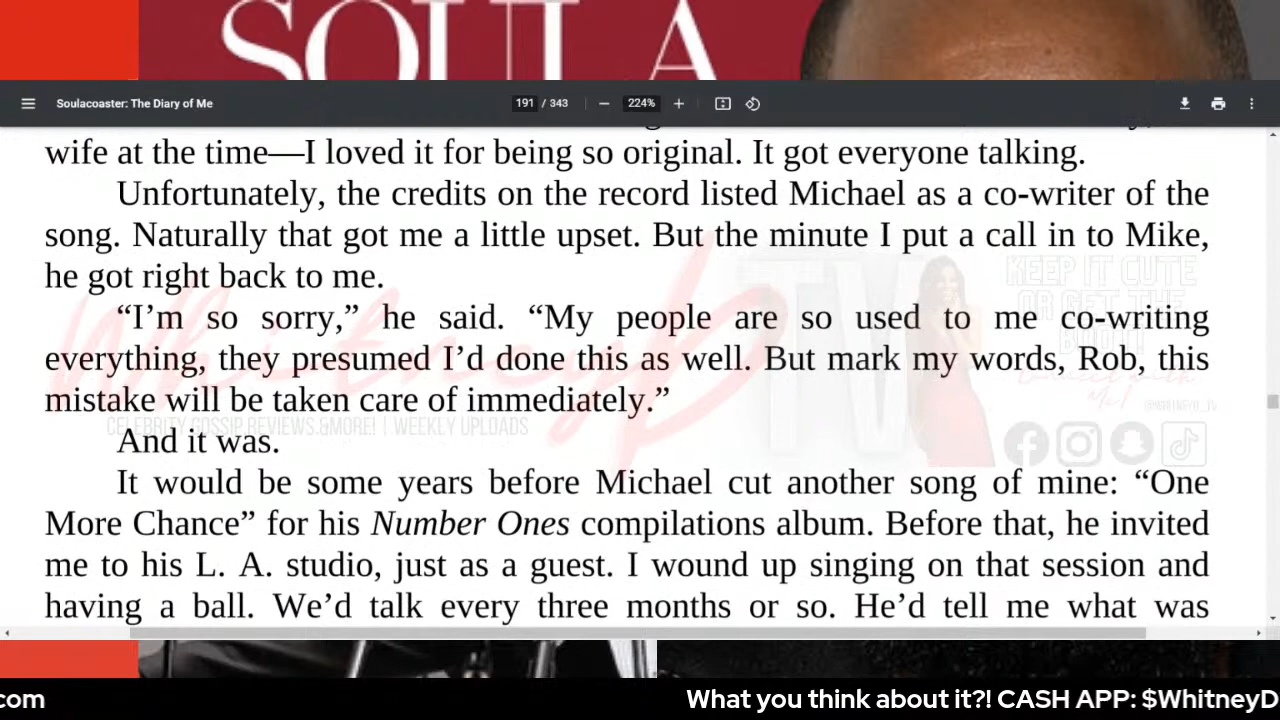 SOULA
Soulacoaster: The Diary of Me
191 / 343
224%
wife at the time—I loved it for being so original. It got everyone talking.
Unfortunately, the credits on the record listed Michael as a co-writer of the
song. Naturally that got me a little upset. But the minute I put a call in to Mike,
he got right back to me.
“I’m so sorry,” he said. “My people are so used to me co-writing
everything, they presumed I’d done this as well. But mark my words, Rob, this
mistake will be taken care of immediately.”
And it was.
It would be some years before Michael cut another song of mine: “One
More Chance” for his Number Ones compilations album. Before that, he invited
me to his L. A. studio, just as a guest. I wound up singing on that session and
having a ball. We’d talk every three months or so. He’d tell me what was
WhitneyD TV
CELEBRITY GOSSIP, REVIEWS & MORE! | WEEKLY UPLOADS
KEEP IT CUTE
OR GET THE
BOOT!
@WHITNEYD_TV
.com
What you think about it?! CASH APP: $WhitneyD